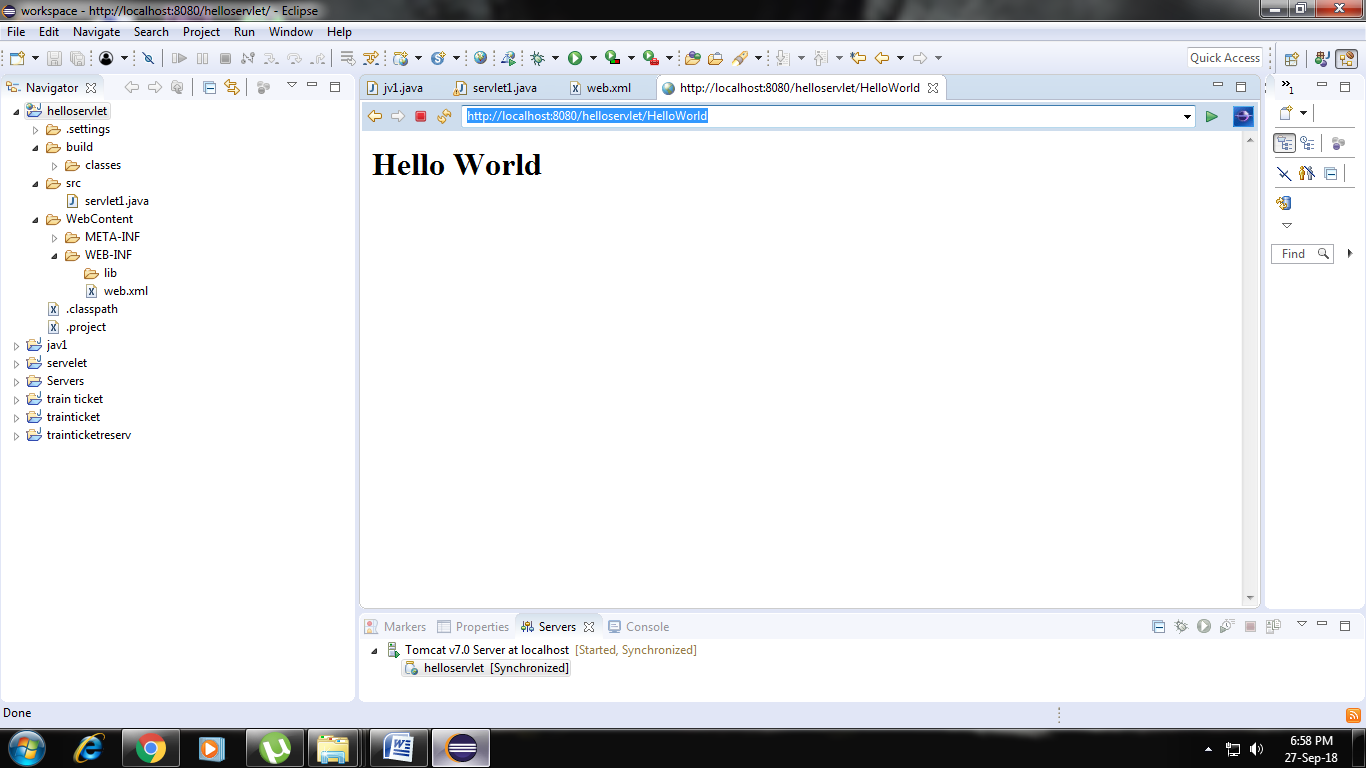 workspace - http://localhost:8080/helloservlet/ - Eclipse
File Edit Navigate Search Project Run Window Help
Quick Access
Navigator
helloservlet
.settings
build
classes
src
servlet1.java
WebContent
META-INF
WEB-INF
lib
web.xml
.classpath
.project
jav1
servelet
Servers
train ticket
trainticket
trainticketreserv
jv1.java servlet1.java web.xml http://localhost:8080/helloservlet/HelloWorld
http://localhost:8080/helloservlet/HelloWorld
Hello World
»1
Find
Markers Properties Servers Console
Tomcat v7.0 Server at localhost [Started, Synchronized]
helloservlet [Synchronized]
Done
6:58 PM
27-Sep-18